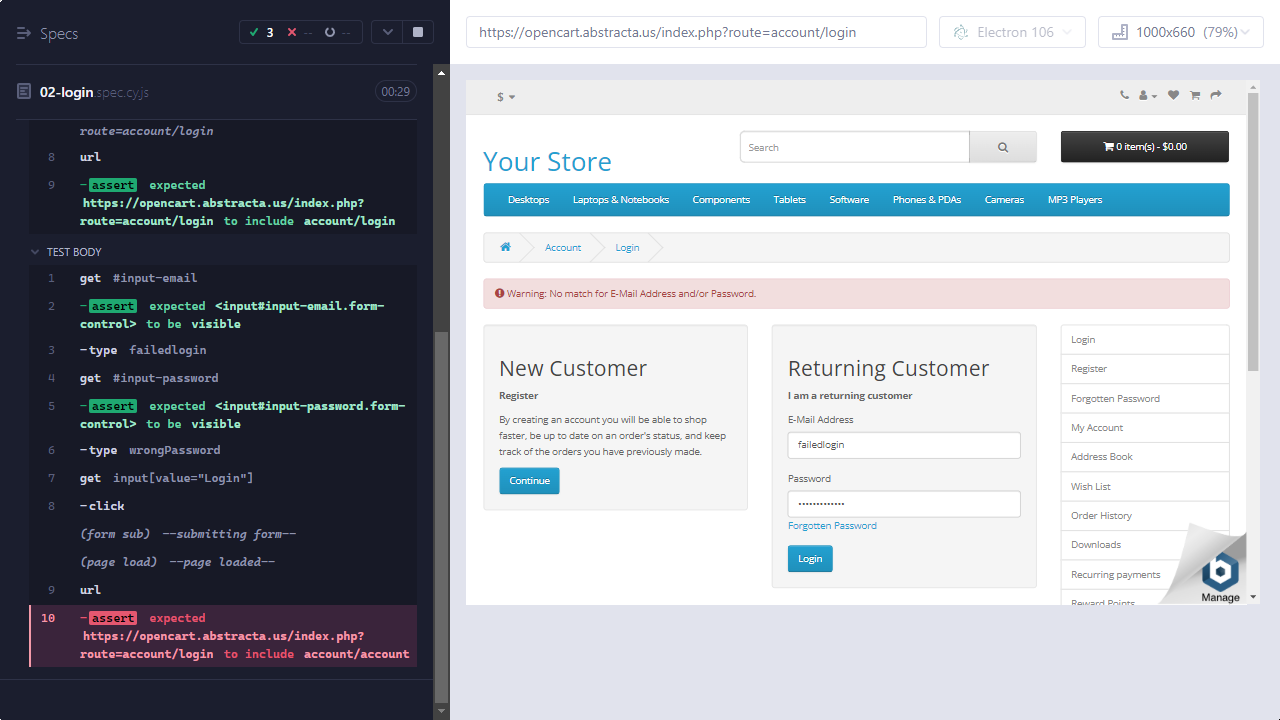 Specs
3
--
--
02-login.spec.cy.js
00:29
route=account/login
8 url
9 -assert expected
https://opencart.abstracta.us/index.php?
route=account/login to include account/login
TEST BODY
1 get #input-email
2 -assert expected <input#input-email.form-
control> to be visible
3 -type failedlogin
4 get #input-password
5 -assert expected <input#input-password.form-
control> to be visible
6 -type wrongPassword
7 get input[value="Login"]
8 -click
(form sub) --submitting form--
(page load) --page loaded--
9 url
10 -assert expected
https://opencart.abstracta.us/index.php?
route=account/login to include account/account
https://opencart.abstracta.us/index.php?route=account/login
Electron 106
1000x660 (79%)
$
Your Store
Search
0 item(s) - $0.00
Desktops Laptops & Notebooks Components Tablets Software Phones & PDAs Cameras MP3 Players
Account Login
Warning: No match for E-Mail Address and/or Password.
New Customer
Register
By creating an account you will be able to shop
faster, be up to date on an order's status, and keep
track of the orders you have previously made.
Continue
Returning Customer
I am a returning customer
E-Mail Address
failedlogin
Password
•••••••••••••
Forgotten Password
Login
Login
Register
Forgotten Password
My Account
Address Book
Wish List
Order History
Downloads
Recurring payments
Reward Points
Manage